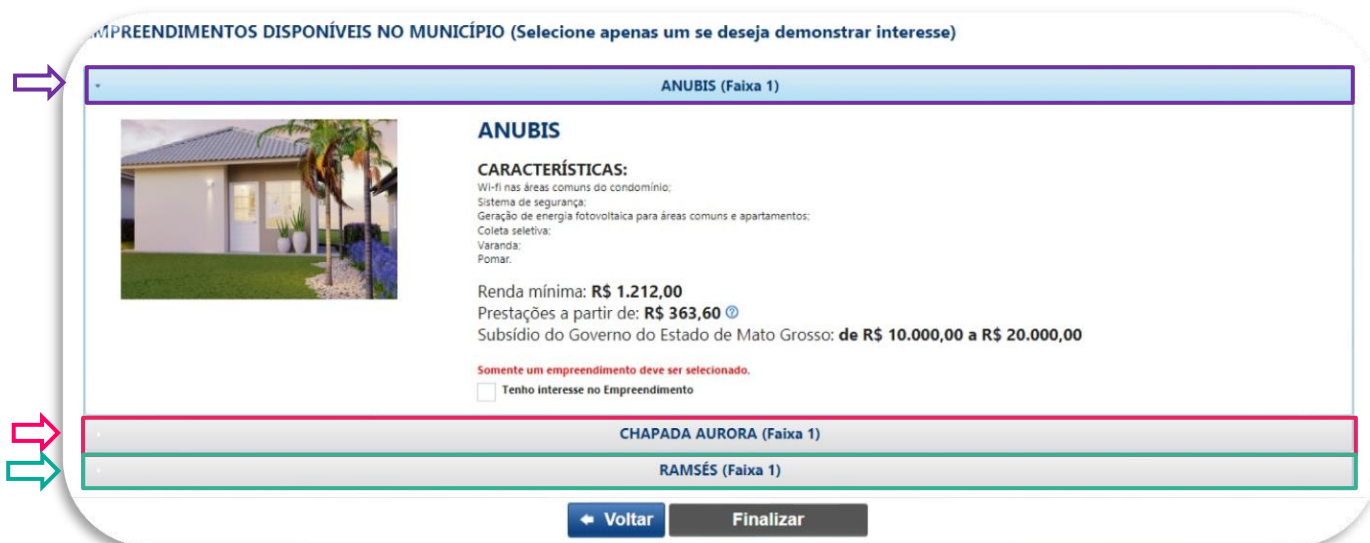 EMPREENDIMENTOS DISPONÍVEIS NO MUNICÍPIO (Selecione apenas um se deseja demonstrar interesse)
ANUBIS (Faixa 1)
ANUBIS
CARACTERÍSTICAS:
Wi-fi nas áreas comuns do condomínio;
Sistema de segurança;
Geração de energia fotovoltaica para áreas comuns e apartamentos;
Coleta seletiva;
Varanda;
Pomar.
Renda mínima: R$ 1.212,00
Prestações a partir de: R$ 363,60 ?
Subsídio do Governo do Estado de Mato Grosso: de R$ 10.000,00 a R$ 20.000,00
Somente um empreendimento deve ser selecionado.
Tenho interesse no Empreendimento
CHAPADA AURORA (Faixa 1)
RAMSÉS (Faixa 1)
Voltar
Finalizar